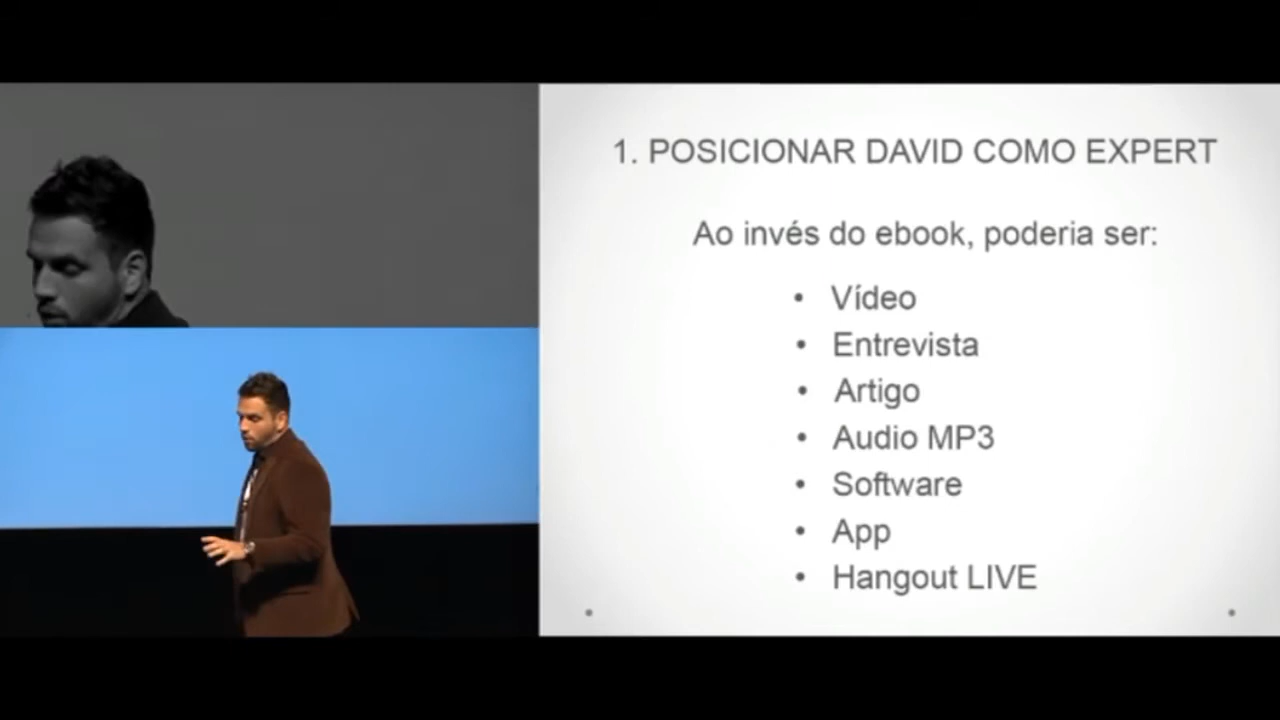 1. POSICIONAR DAVID COMO EXPERT
Ao invés do ebook, poderia ser:
• Vídeo
• Entrevista
• Artigo
• Audio MP3
• Software
• App
• Hangout LIVE